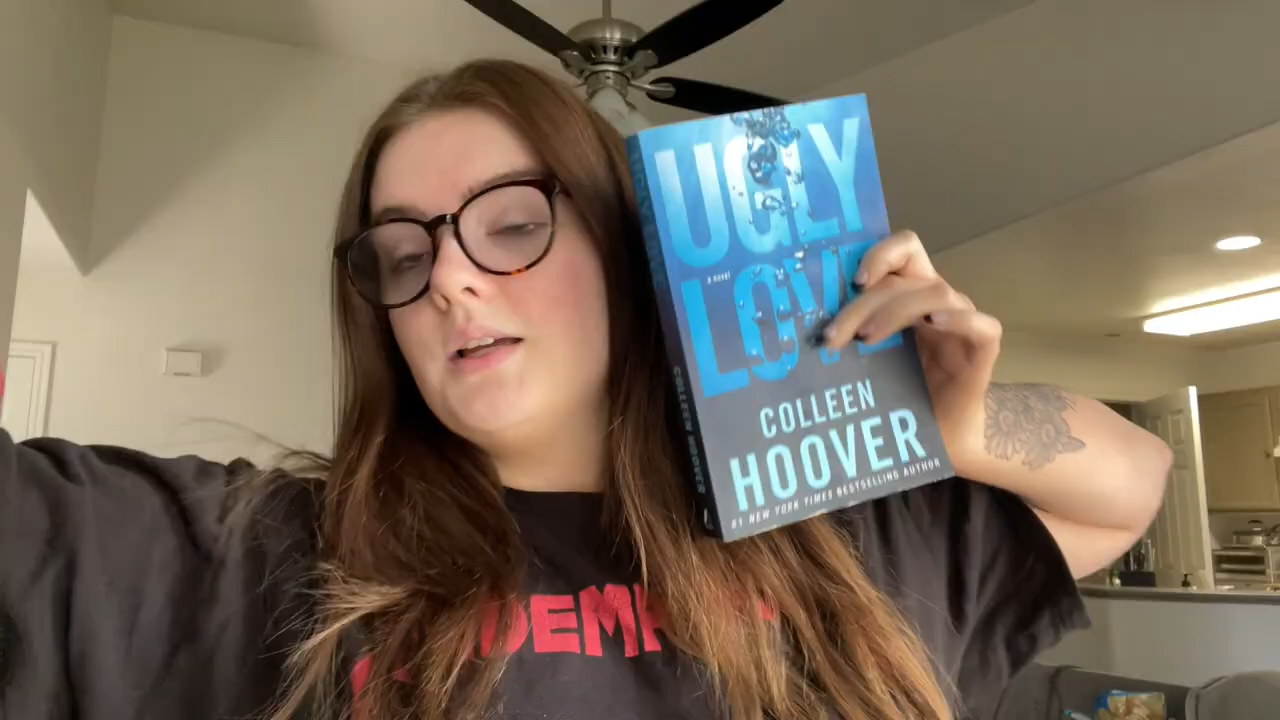 UGLY
a novel
LOVE
COLLEEN
HOOVER
#1 NEW YORK TIMES BESTSELLING AUTHOR
COLLEEN HOOVER